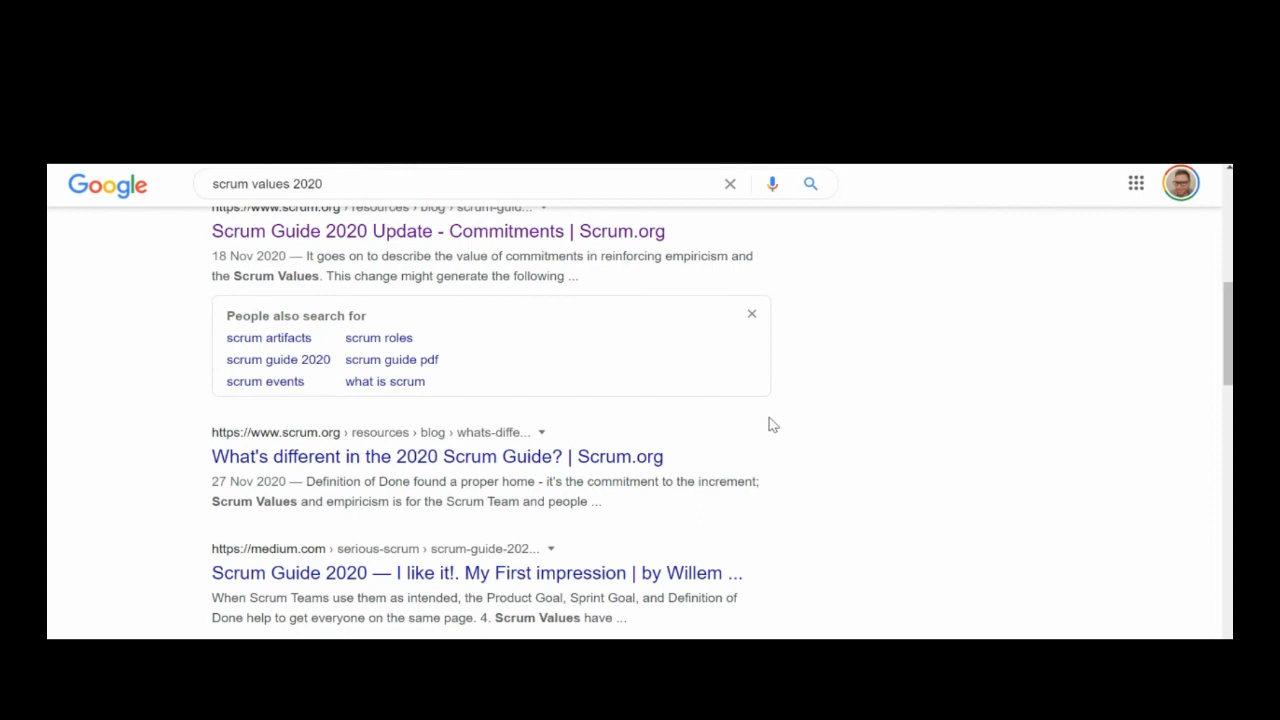 Google
scrum values 2020
https://www.scrum.org › resources › blog › scrum-guid...
Scrum Guide 2020 Update - Commitments | Scrum.org
18 Nov 2020 — It goes on to describe the value of commitments in reinforcing empiricism and
the Scrum Values. This change might generate the following ...
People also search for
scrum artifacts scrum roles
scrum guide 2020 scrum guide pdf
scrum events what is scrum
https://www.scrum.org › resources › blog › whats-diffe...
What's different in the 2020 Scrum Guide? | Scrum.org
27 Nov 2020 — Definition of Done found a proper home - it's the commitment to the increment;
Scrum Values and empiricism is for the Scrum Team and people ...
https://medium.com › serious-scrum › scrum-guide-202...
Scrum Guide 2020 — I like it!. My First impression | by Willem ...
When Scrum Teams use them as intended, the Product Goal, Sprint Goal, and Definition of
Done help to get everyone on the same page. 4. Scrum Values have ...